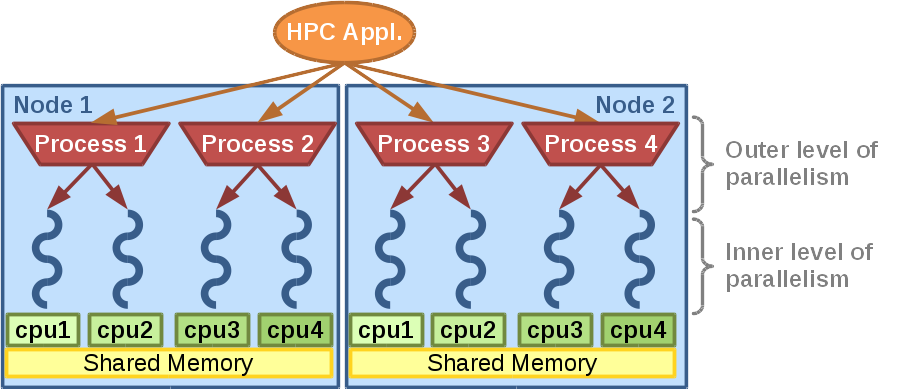 HPC Appl.
Node 1
Node 2
Process 1
Process 2
Process 3
Process 4
Outer level of
parallelism
Inner level of
parallelism
cpu1
cpu2
cpu3
cpu4
cpu1
cpu2
cpu3
cpu4
Shared Memory
Shared Memory